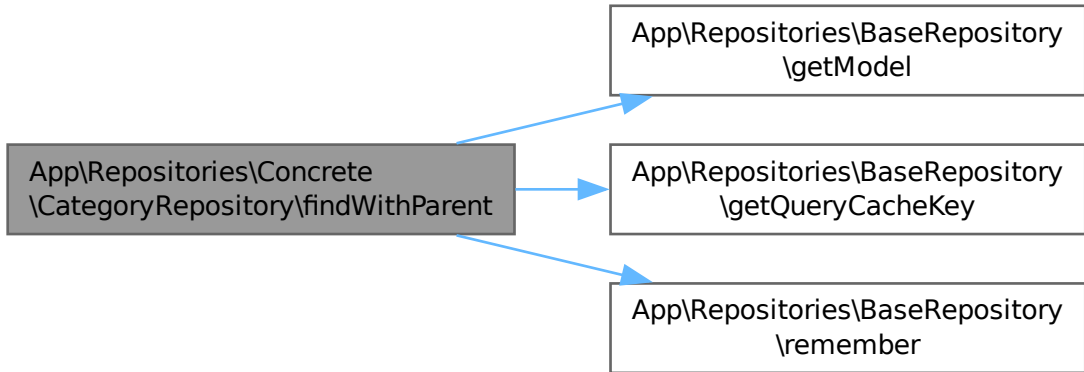 App\Repositories\BaseRepository
\getModel
App\Repositories\Concrete
\CategoryRepository\findWithParent
App\Repositories\BaseRepository
\getQueryCacheKey
App\Repositories\BaseRepository
\remember